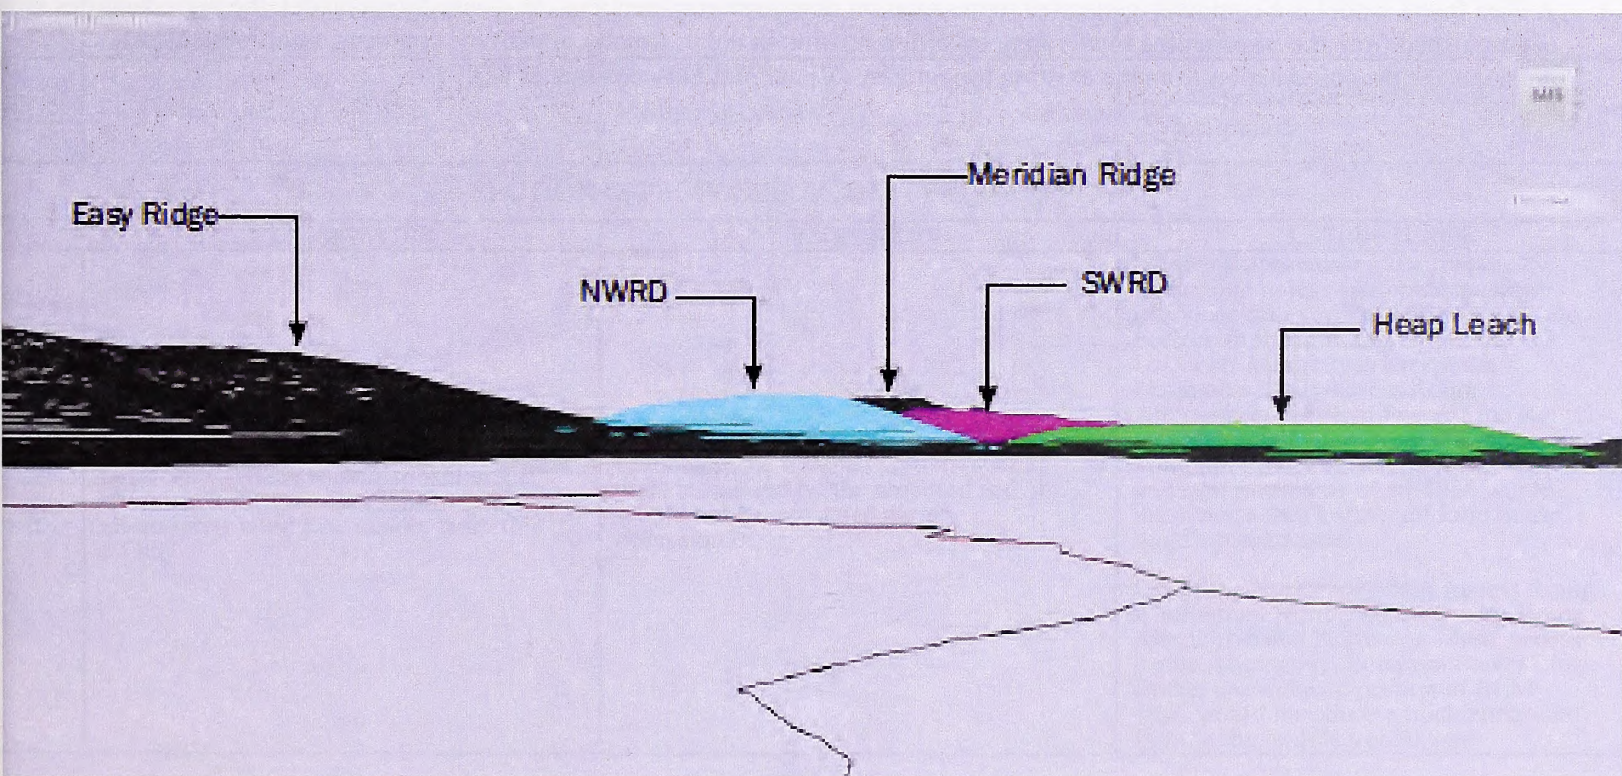 Meridian Ridge
Easy Ridge
SWRD
NWRD
Heap Leach